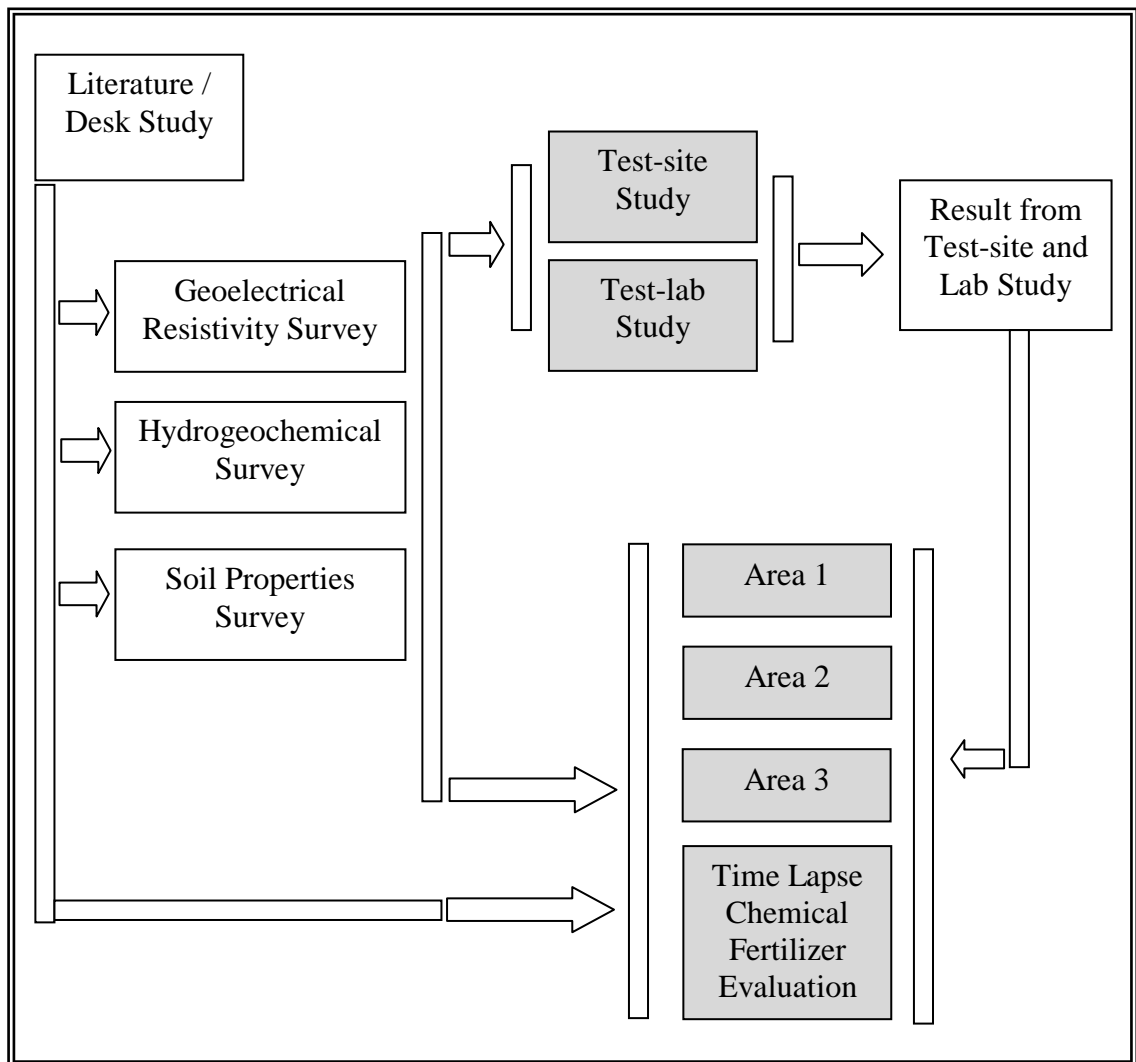 Literature /
Desk Study
Geoelectrical
Resistivity Survey
Hydrogeochemical
Survey
Soil Properties
Survey
Test-site
Study
Test-lab
Study
Result from
Test-site and
Lab Study
Area 1
Area 2
Area 3
Time Lapse
Chemical
Fertilizer
Evaluation